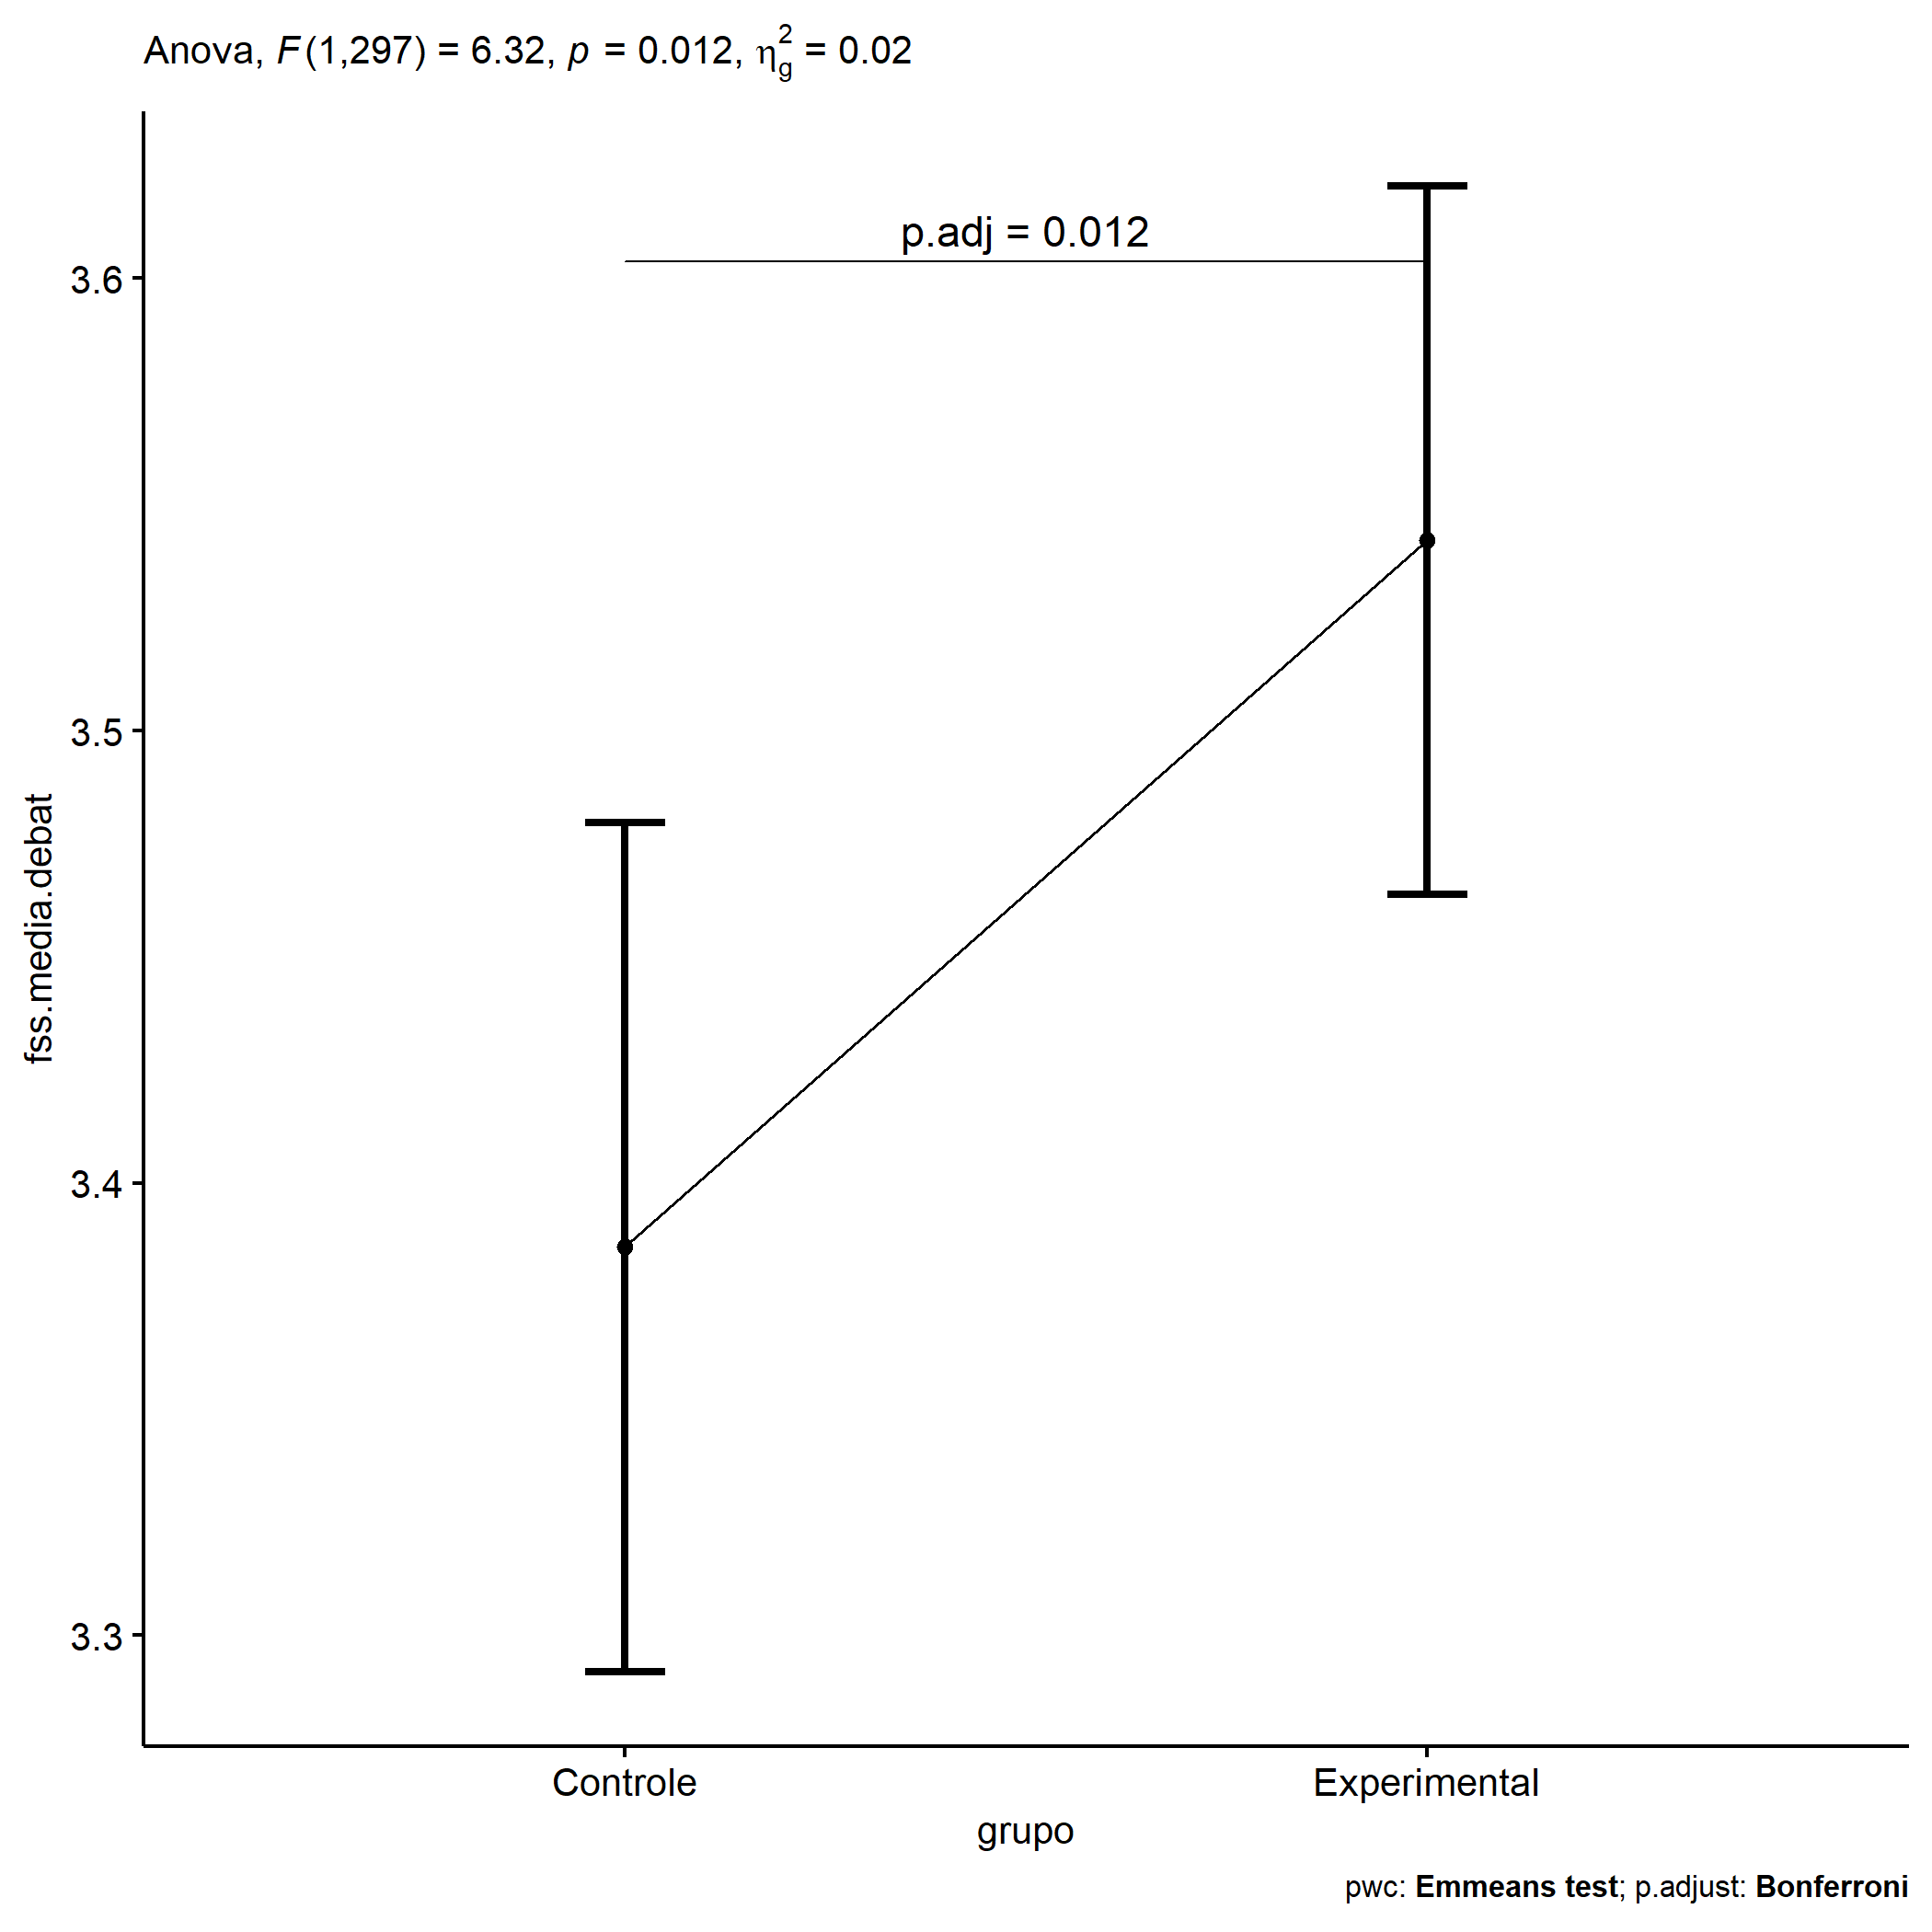 Anova, F(1,297) = 6.32, p = 0.012, η²g = 0.02
p.adj = 0.012
3.6
3.5
3.4
3.3
fss.media.debat
Controle Experimental
grupo
pwc: Emmeans test; p.adjust: Bonferroni